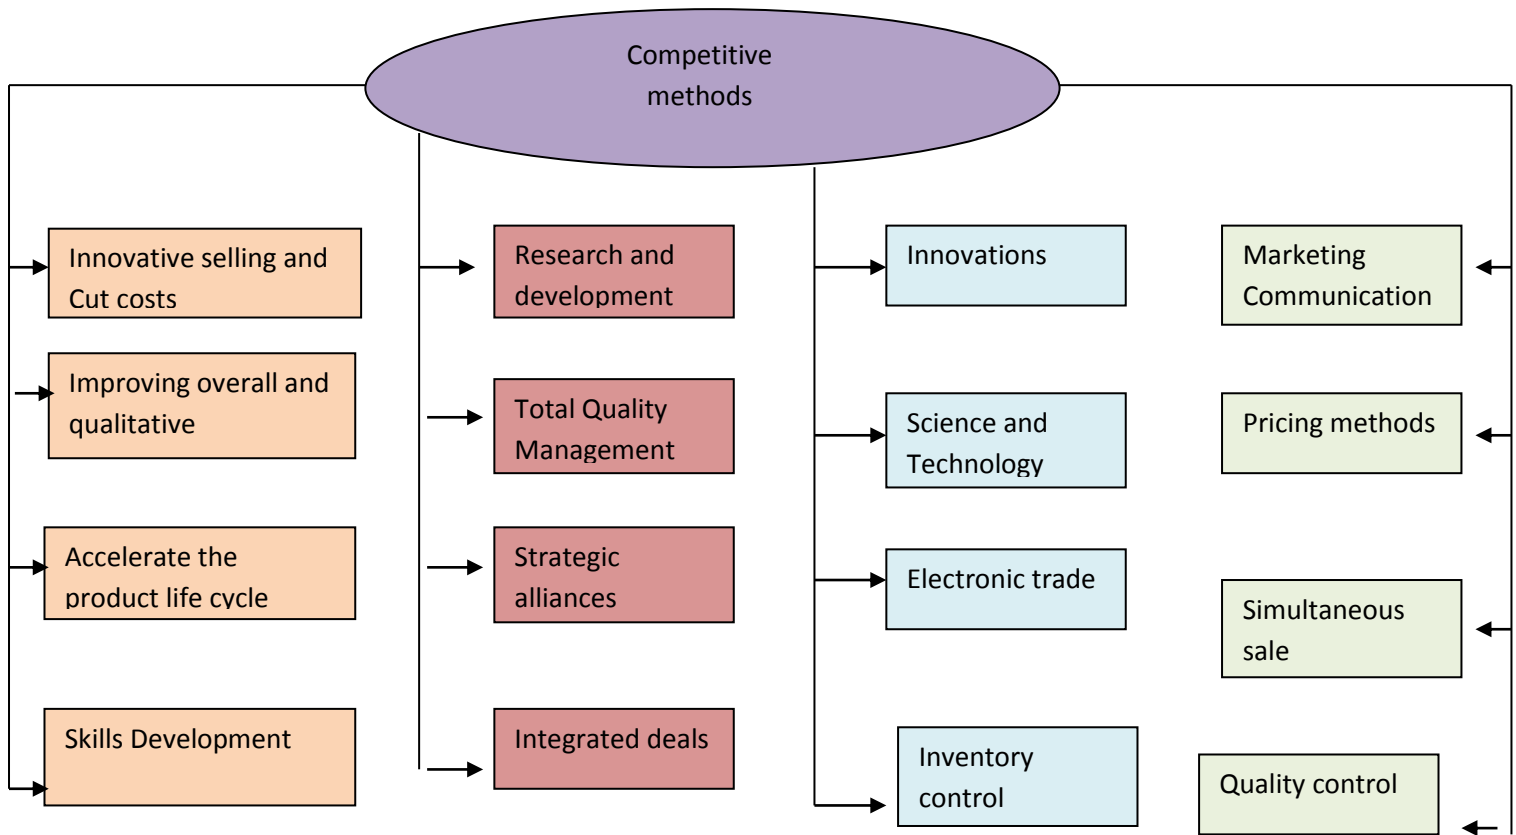 Competitive
methods
Innovative selling and
Cut costs
Improving overall and
qualitative
Accelerate the
product life cycle
Skills Development
Research and
development
Total Quality
Management
Strategic
alliances
Integrated deals
Innovations
Science and
Technology
Electronic trade
Inventory
control
Marketing
Communication
Pricing methods
Simultaneous
sale
Quality control